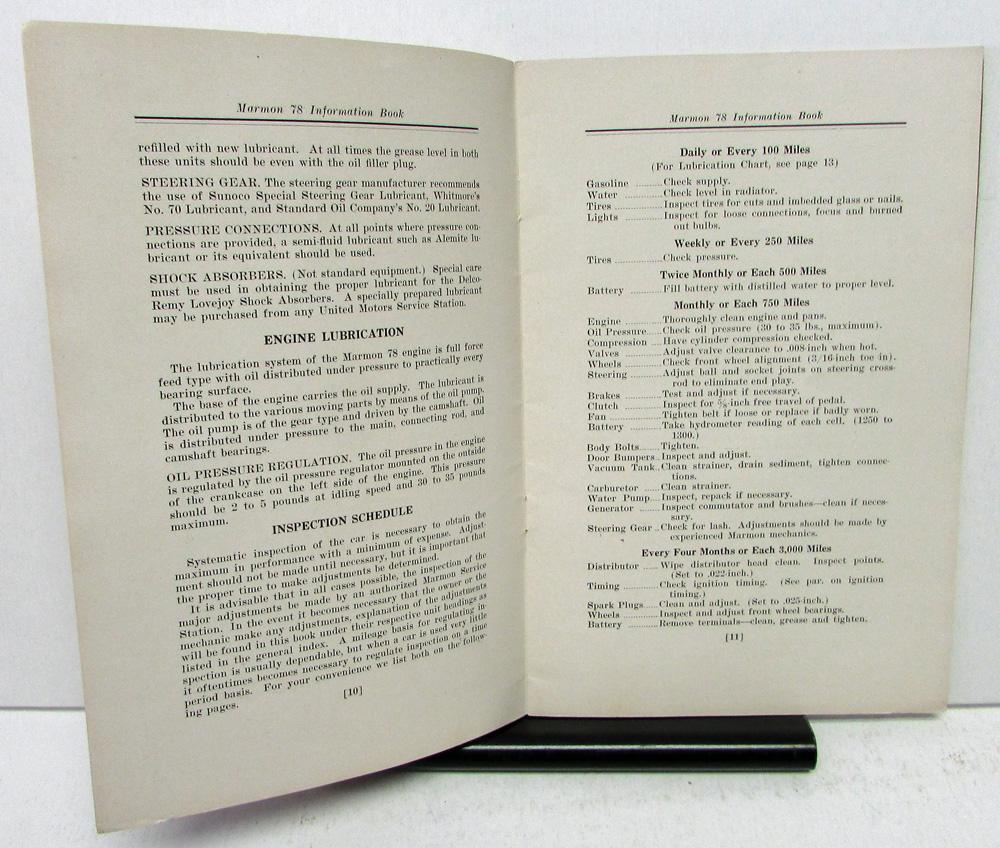 Marmon 78 Information Book
refilled with new lubricant. At all times the grease level in both
these units should be even with the oil filler plug.
STEERING GEAR. The steering gear manufacturer recommends
the use of Sunoco Special Steering Gear Lubricant, Whitmore's
No. 70 Lubricant, and Standard Oil Company's No. 20 Lubricant.
PRESSURE CONNECTIONS. At all points where pressure con-
nections are provided, a semi-fluid lubricant such as Alemite lu-
bricant or its equivalent should be used.
SHOCK ABSORBERS. (Not standard equipment.) Special care
must be used in obtaining the proper lubricant for the Delco-
Remy Lovejoy Shock Absorbers. A specially prepared lubricant
may be purchased from any United Motors Service Station.
ENGINE LUBRICATION
The lubrication system of the Marmon 78 engine is full force
feed type with oil distributed under pressure to practically every
bearing surface.
The base of the engine carries the oil supply. The lubricant is
distributed to the various moving parts by means of the oil pump.
The oil pump is of the gear type and driven by the camshaft. Oil
is distributed under pressure to the main, connecting rod, and
camshaft bearings.
OIL PRESSURE REGULATION. The oil pressure in the engine
is regulated by the oil pressure regulator mounted on the outside
of the crankcase on the left side of the engine. This pressure
should be 2 to 5 pounds at idling speed and 30 to 35 pounds
maximum.
INSPECTION SCHEDULE
Systematic inspection of the car is necessary to obtain the
maximum in performance with a minimum of expense. Adjust-
ment should not be made until necessary, but it is important that
the proper time to make adjustments be determined.
It is advisable that in all cases possible, the inspection of the
major adjustments be made by an authorized Marmon Service
Station. In the event it becomes necessary that the owner or the
mechanic make any adjustments, explanation of the adjustments
will be found in this book under their respective unit headings as
listed in the general index. A mileage basis for regulating in-
spection is usually dependable, but when a car is used very little
it oftentimes becomes necessary to regulate inspection on a time
period basis. For your convenience we list both on the follow-
ing pages.
[10]
Marmon 78 Information Book
Daily or Every 100 Miles
(For Lubrication Chart, see page 13)
Gasoline ........Check supply.
Water ..........Check level in radiator.
Tires ...........Inspect tires for cuts and imbedded glass or nails.
Lights ..........Inspect for loose connections, focus and burned
out bulbs.
Weekly or Every 250 Miles
Tires ...........Check pressure.
Twice Monthly or Each 500 Miles
Battery ........Fill battery with distilled water to proper level.
Monthly or Each 750 Miles
Engine .........Thoroughly clean engine and pans.
Oil Pressure....Check oil pressure (30 to 35 lbs., maximum).
Compression ....Have cylinder compression checked.
Valves .........Adjust valve clearance to .008-inch when hot.
Wheels .........Check front wheel alignment (3/16-inch toe in).
Steering .......Adjust ball and socket joints on steering cross-
rod to eliminate end play.
Brakes .........Test and adjust if necessary.
Clutch .........Inspect for ⅝-inch free travel of pedal.
Fan ............Tighten belt if loose or replace if badly worn.
Battery ........Take hydrometer reading of each cell. (1250 to
1300.)
Body Bolts.....Tighten.
Door Bumpers..Inspect and adjust.
Vacuum Tank..Clean strainer, drain sediment, tighten connec-
tions.
Carburetor .....Clean strainer.
Water Pump....Inspect, repack if necessary.
Generator ......Inspect commutator and brushes—clean if neces-
sary.
Steering Gear ..Check for lash. Adjustments should be made by
experienced Marmon mechanics.
Every Four Months or Each 3,000 Miles
Distributor .....Wipe distributor head clean. Inspect points.
(Set to .022-inch.)
Timing .........Check ignition timing. (See par. on ignition
timing.)
Spark Plugs....Clean and adjust. (Set to .025-inch.)
Wheels .........Inspect and adjust front wheel bearings.
Battery ........Remove terminals—clean, grease and tighten.
[11]